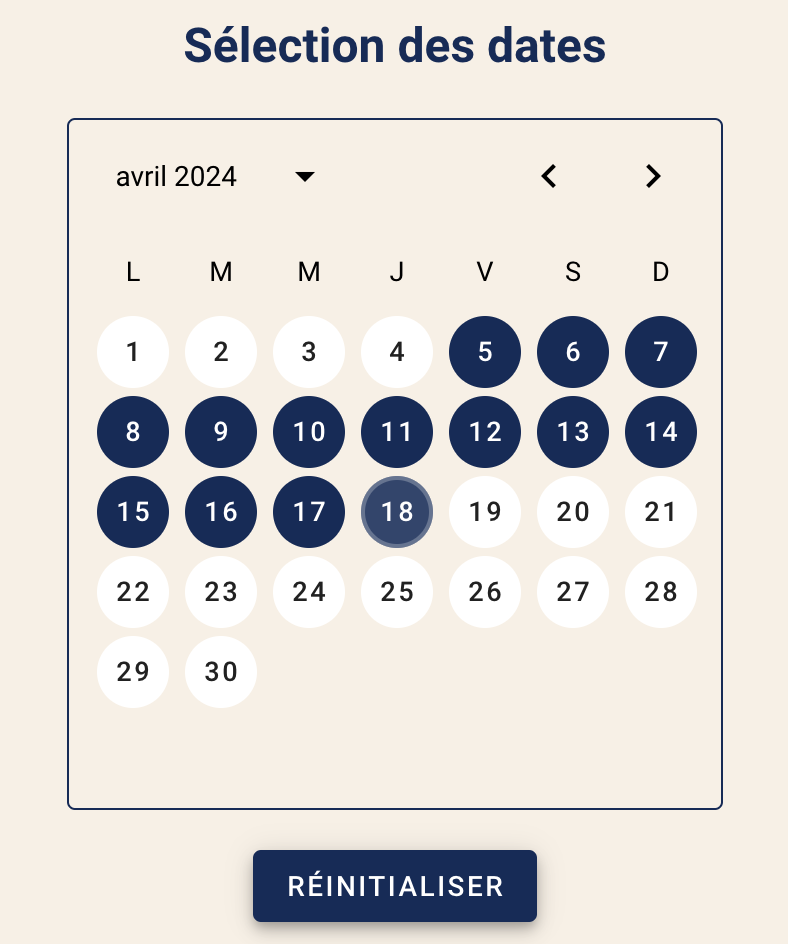 Sélection des dates
avril 2024
L M M J V S D
1 2 3 4 5 6 7
8 9 10 11 12 13 14
15 16 17 18 19 20 21
22 23 24 25 26 27 28
29 30
RÉINITIALISER